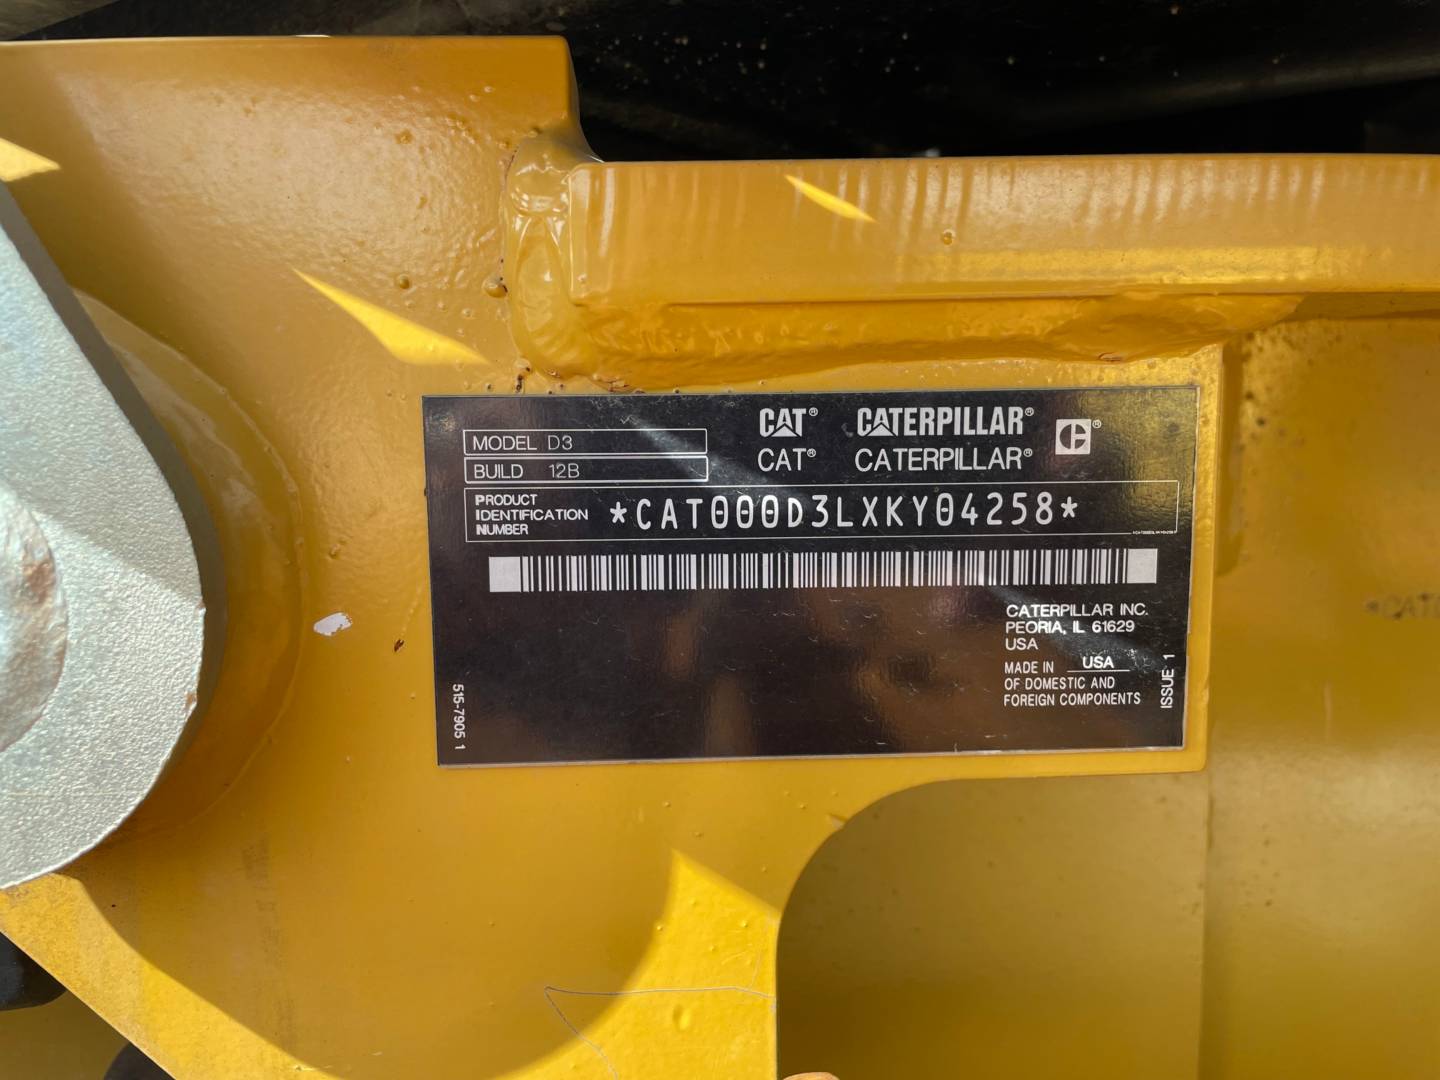 MODEL D3
BUILD 12B
CAT® CATERPILLAR® ®
CAT® CATERPILLAR®
PRODUCT
IDENTIFICATION
NUMBER
*CAT000D3LXKY04258*
CATERPILLAR INC.
PEORIA, IL 61629
USA
MADE IN USA
OF DOMESTIC AND
FOREIGN COMPONENTS
ISSUE 1
515-7905 1
*CAT0